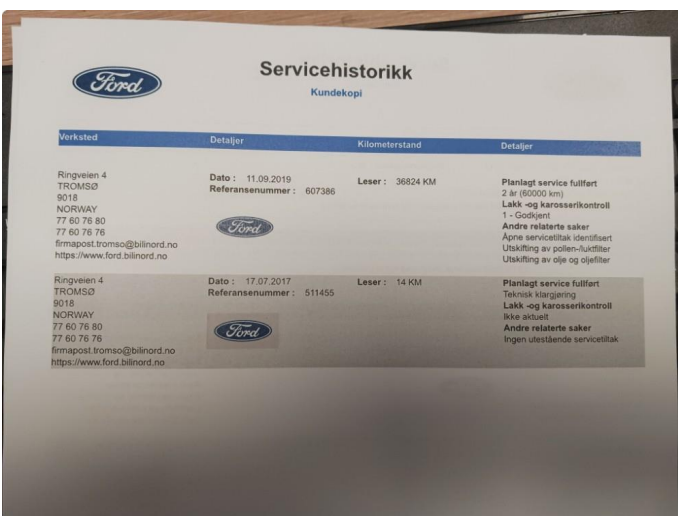 Ford
Servicehistorikk
Kundekopi
Verksted
Detaljer
Kilometerstand
Detaljer
Ringveien 4
TROMSØ
9018
NORWAY
77 60 76 80
77 60 76 76
firmapost.tromso@bilinord.no
https://www.ford.bilinord.no
Dato : 11.09.2019
Referansenummer : 607386
Ford
Leser : 36824 KM
Planlagt service fullført
2 år (60000 km)
Lakk -og karosserikontroll
1 - Godkjent
Andre relaterte saker
Åpne servicetiltak identifisert
Utskifting av pollen-/luktfilter
Utskifting av olje og oljefilter
Ringveien 4
TROMSØ
9018
NORWAY
77 60 76 80
77 60 76 76
firmapost.tromso@bilinord.no
https://www.ford.bilinord.no
Dato : 17.07.2017
Referansenummer : 511455
Ford
Leser : 14 KM
Planlagt service fullført
Teknisk klargjøring
Lakk -og karosserikontroll
Ikke aktuelt
Andre relaterte saker
Ingen utestående servicetiltak